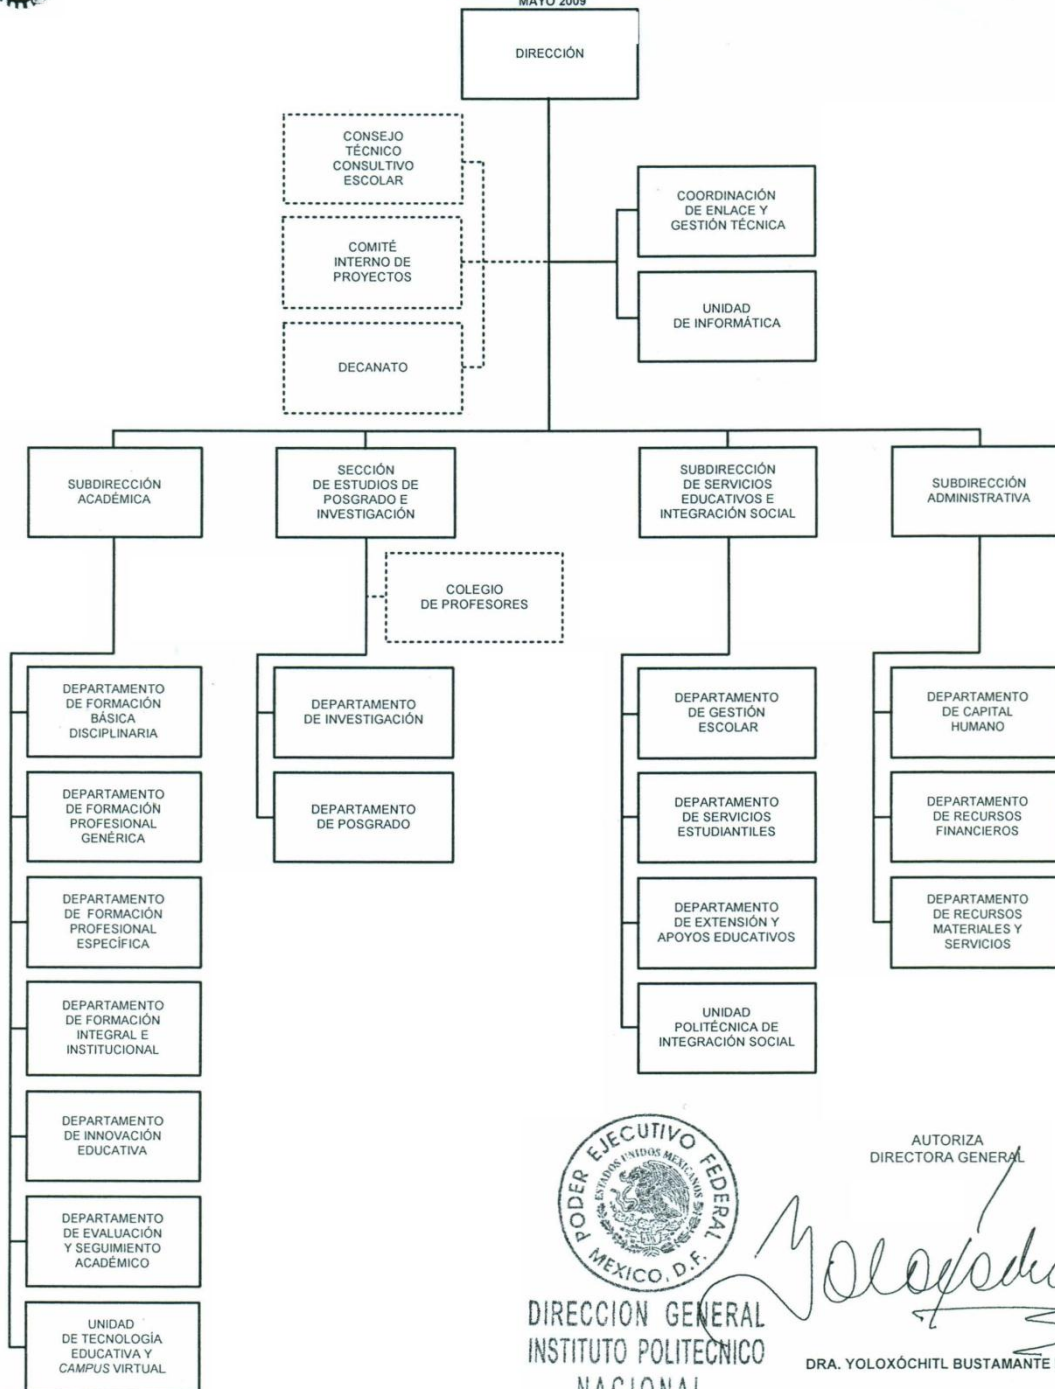 MAYO 2009
DIRECCIÓN
CONSEJO
TÉCNICO
CONSULTIVO
ESCOLAR
COMITÉ
INTERNO DE
PROYECTOS
DECANATO
COORDINACIÓN
DE ENLACE Y
GESTIÓN TÉCNICA
UNIDAD
DE INFORMÁTICA
SUBDIRECCIÓN
ACADÉMICA
SECCIÓN
DE ESTUDIOS DE
POSGRADO E
INVESTIGACIÓN
SUBDIRECCIÓN
DE SERVICIOS
EDUCATIVOS E
INTEGRACIÓN SOCIAL
SUBDIRECCIÓN
ADMINISTRATIVA
COLEGIO
DE PROFESORES
DEPARTAMENTO
DE FORMACIÓN
BÁSICA
DISCIPLINARIA
DEPARTAMENTO
DE FORMACIÓN
PROFESIONAL
GENÉRICA
DEPARTAMENTO
DE FORMACIÓN
PROFESIONAL
ESPECÍFICA
DEPARTAMENTO
DE FORMACIÓN
INTEGRAL E
INSTITUCIONAL
DEPARTAMENTO
DE INNOVACIÓN
EDUCATIVA
DEPARTAMENTO
DE EVALUACIÓN
Y SEGUIMIENTO
ACADÉMICO
UNIDAD
DE TECNOLOGÍA
EDUCATIVA Y
CAMPUS VIRTUAL
DEPARTAMENTO
DE INVESTIGACIÓN
DEPARTAMENTO
DE POSGRADO
DEPARTAMENTO
DE GESTIÓN
ESCOLAR
DEPARTAMENTO
DE SERVICIOS
ESTUDIANTILES
DEPARTAMENTO
DE EXTENSIÓN Y
APOYOS EDUCATIVOS
UNIDAD
POLITÉCNICA DE
INTEGRACIÓN SOCIAL
DEPARTAMENTO
DE CAPITAL
HUMANO
DEPARTAMENTO
DE RECURSOS
FINANCIEROS
DEPARTAMENTO
DE RECURSOS
MATERIALES Y
SERVICIOS
PODER EJECUTIVO FEDERAL
ESTADOS UNIDOS MEXICANOS
MEXICO, D.F.
DIRECCION GENERAL
INSTITUTO POLITECNICO
NACIONAL
AUTORIZA
DIRECTORA GENERAL
DRA. YOLOXÓCHITL BUSTAMANTE